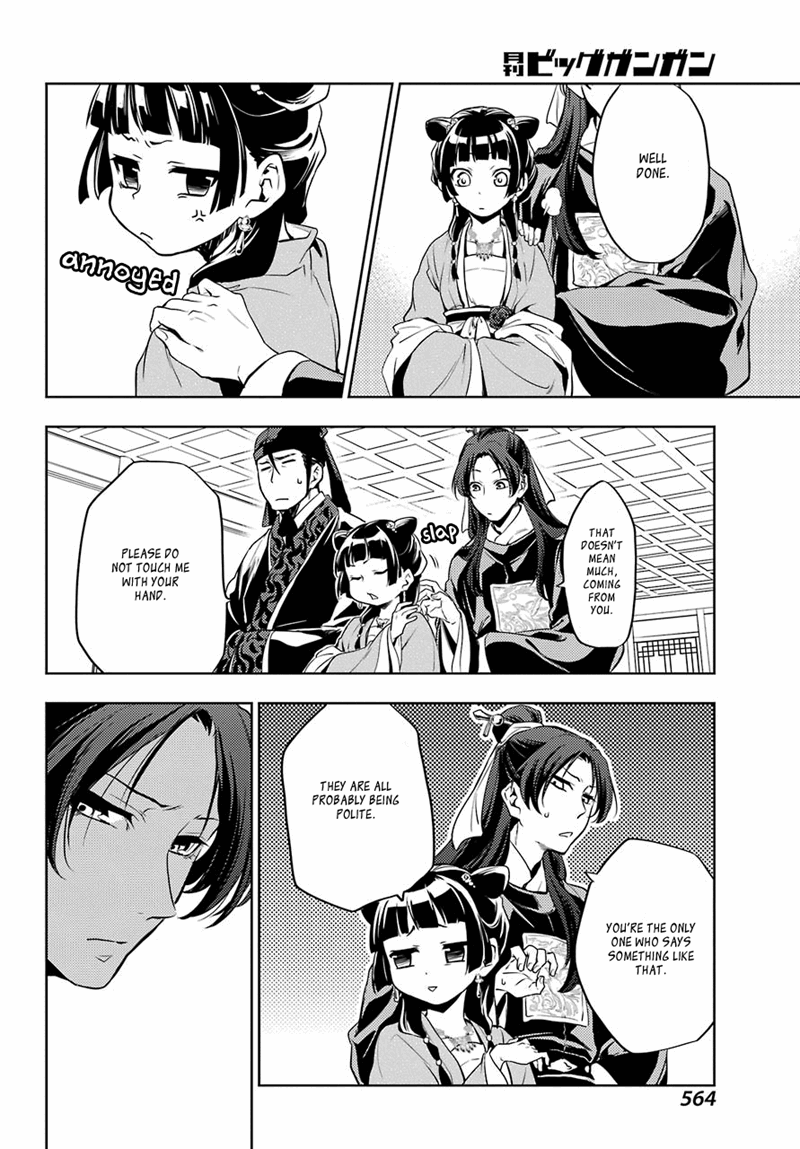 月刊ビッグガンガン
WELL
DONE.
annoyed
THAT
DOESN'T
MEAN
MUCH,
COMING
FROM
YOU.
slap
PLEASE DO
NOT TOUCH ME
WITH YOUR
HAND.
YOU'RE THE ONLY
ONE WHO SAYS
SOMETHING LIKE
THAT.
THEY ARE ALL
PROBABLY BEING
POLITE.
564